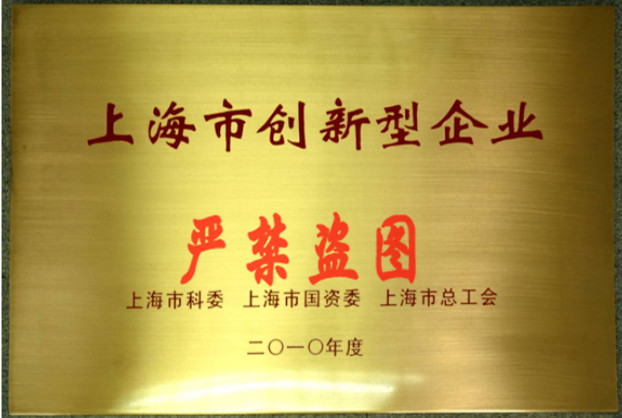 上海市创新型企业
严禁盗图
上海市科委 上海市国资委 上海市总工会
二〇一〇年度